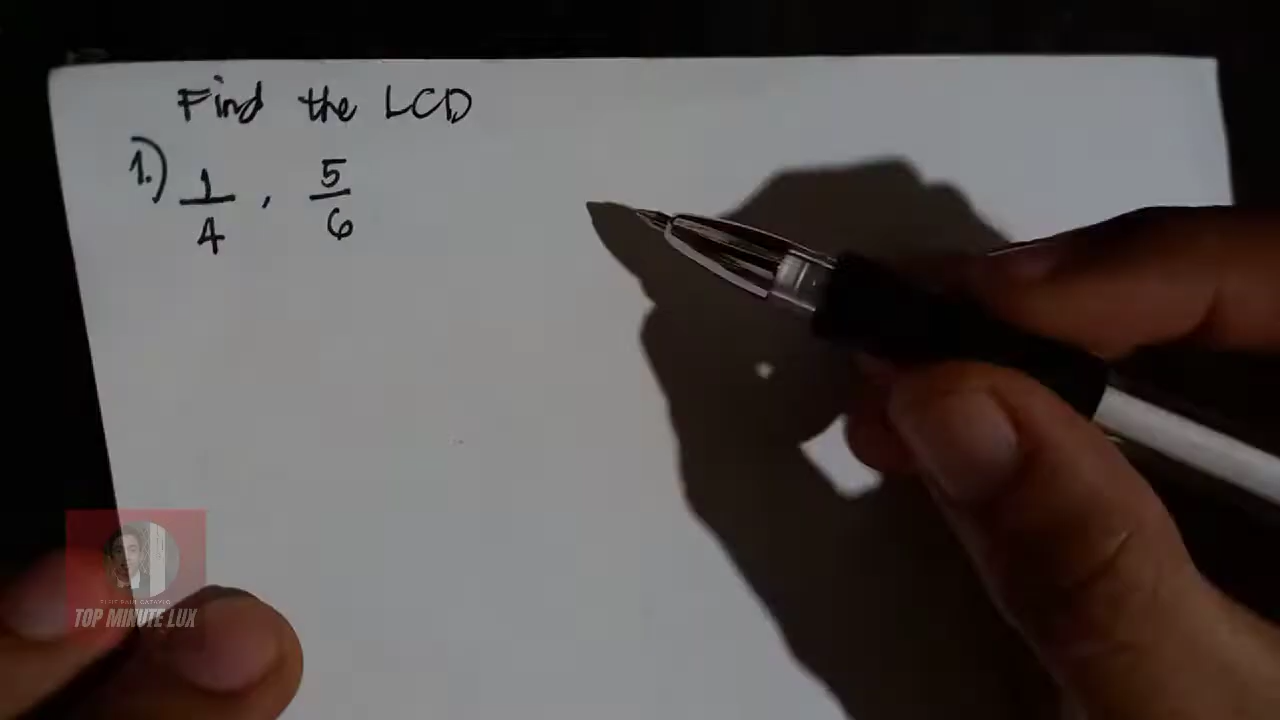 Find the LCD
1.) 1/4 , 5/6
TOP MINUTE LUX